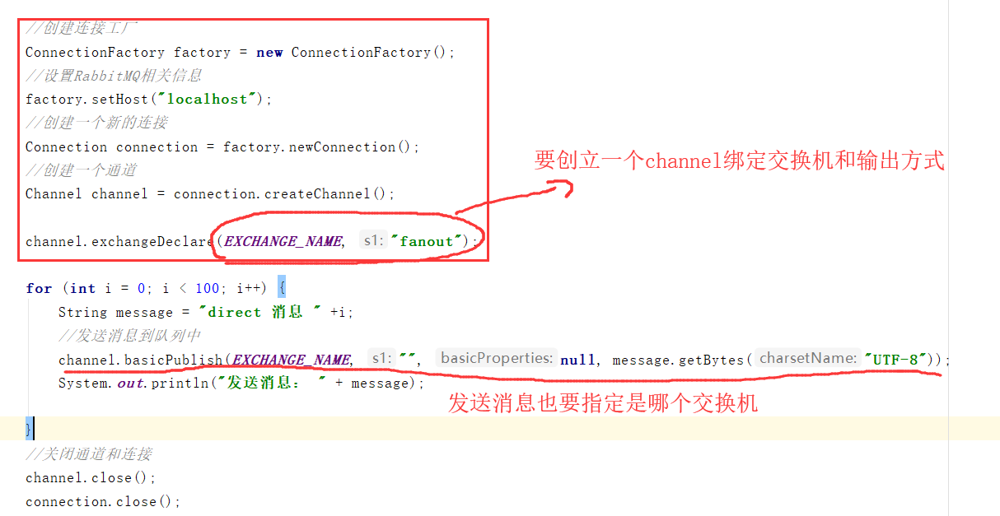 //创建连接工厂
ConnectionFactory factory = new ConnectionFactory();
//设置RabbitMQ相关信息
factory.setHost("localhost");
//创建一个新的连接
Connection connection = factory.newConnection();
要创立一个channel绑定交换机和输出方式
//创建一个通道
Channel channel = connection.createChannel();
channel.exchangeDeclare(EXCHANGE_NAME, s1: "fanout");
for (int i = 0; i < 100; i++) {
String message = "direct 消息 " +i;
//发送消息到队列中
channel.basicPublish(EXCHANGE_NAME, s1: "", basicProperties: null, message.getBytes( charsetName: "UTF-8"));
System.out.println("发送消息： " + message);
发送消息也要指定是哪个交换机
}
//关闭通道和连接
channel.close();
connection.close();